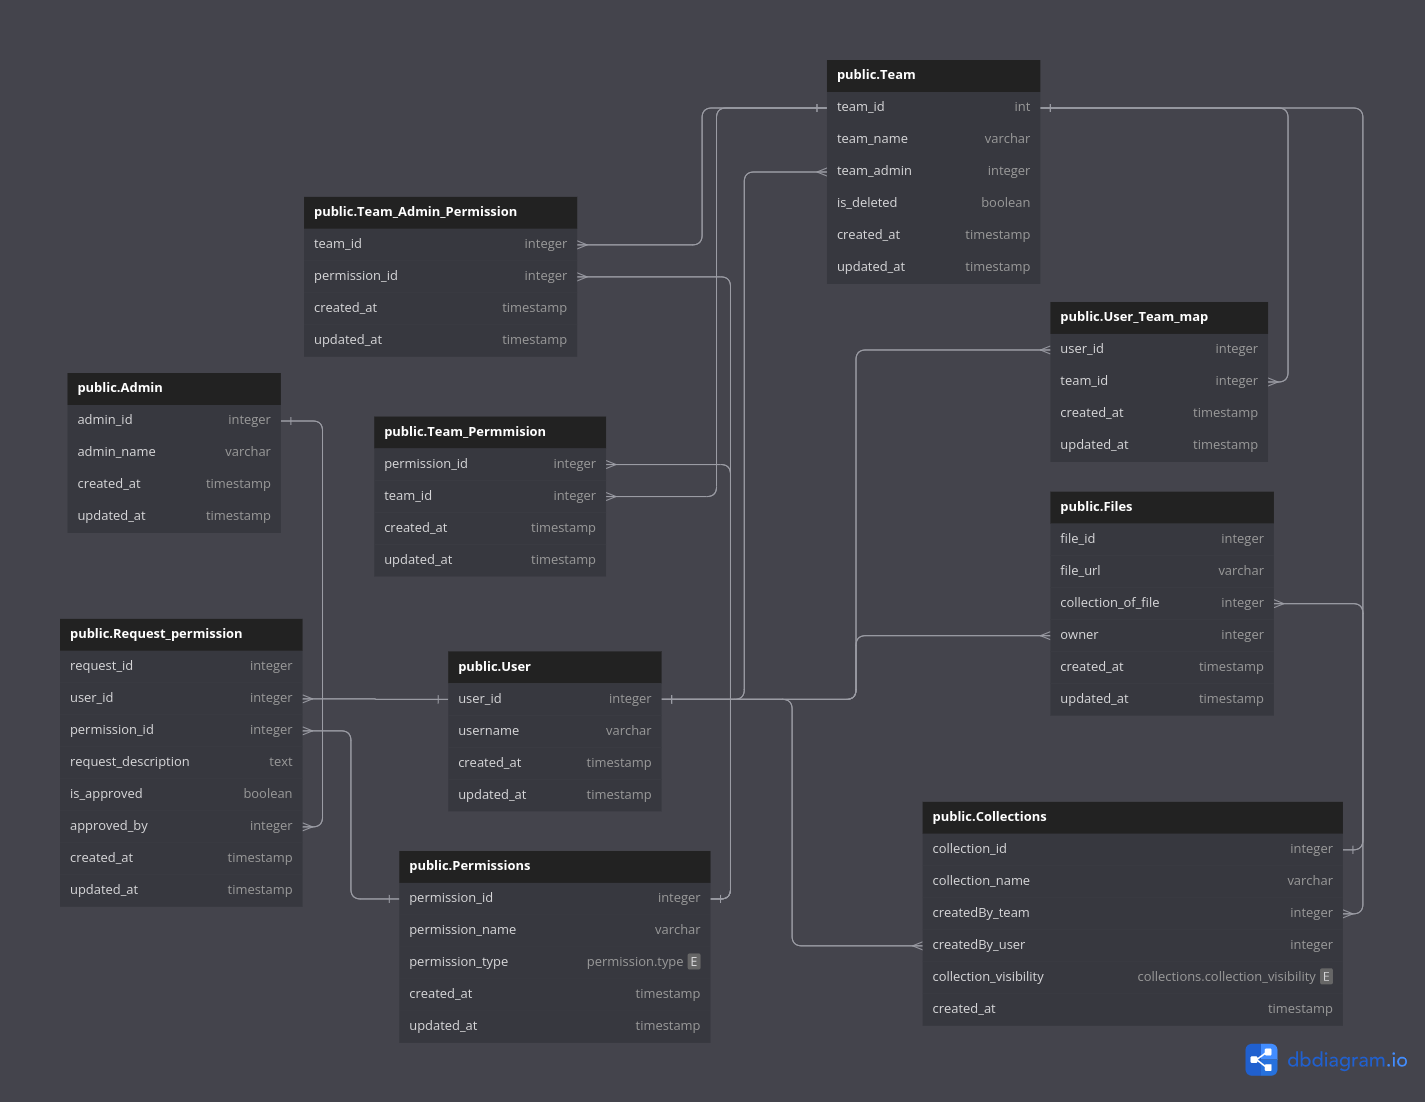 public.Team
team_id int
team_name varchar
team_admin integer
is_deleted boolean
created_at timestamp
updated_at timestamp
public.Team_Admin_Permission
team_id integer
permission_id integer
created_at timestamp
updated_at timestamp
public.User_Team_map
user_id integer
team_id integer
created_at timestamp
updated_at timestamp
public.Admin
admin_id integer
admin_name varchar
created_at timestamp
updated_at timestamp
public.Team_Permmision
permission_id integer
team_id integer
created_at timestamp
updated_at timestamp
public.Files
file_id integer
file_url varchar
collection_of_file integer
owner integer
created_at timestamp
updated_at timestamp
public.Request_permission
request_id integer
user_id integer
permission_id integer
request_description text
is_approved boolean
approved_by integer
created_at timestamp
updated_at timestamp
public.User
user_id integer
username varchar
created_at timestamp
updated_at timestamp
public.Collections
collection_id integer
collection_name varchar
createdBy_team integer
createdBy_user integer
collection_visibility collections.collection_visibility E
created_at timestamp
public.Permissions
permission_id integer
permission_name varchar
permission_type permission.type E
created_at timestamp
updated_at timestamp
dbdiagram.io